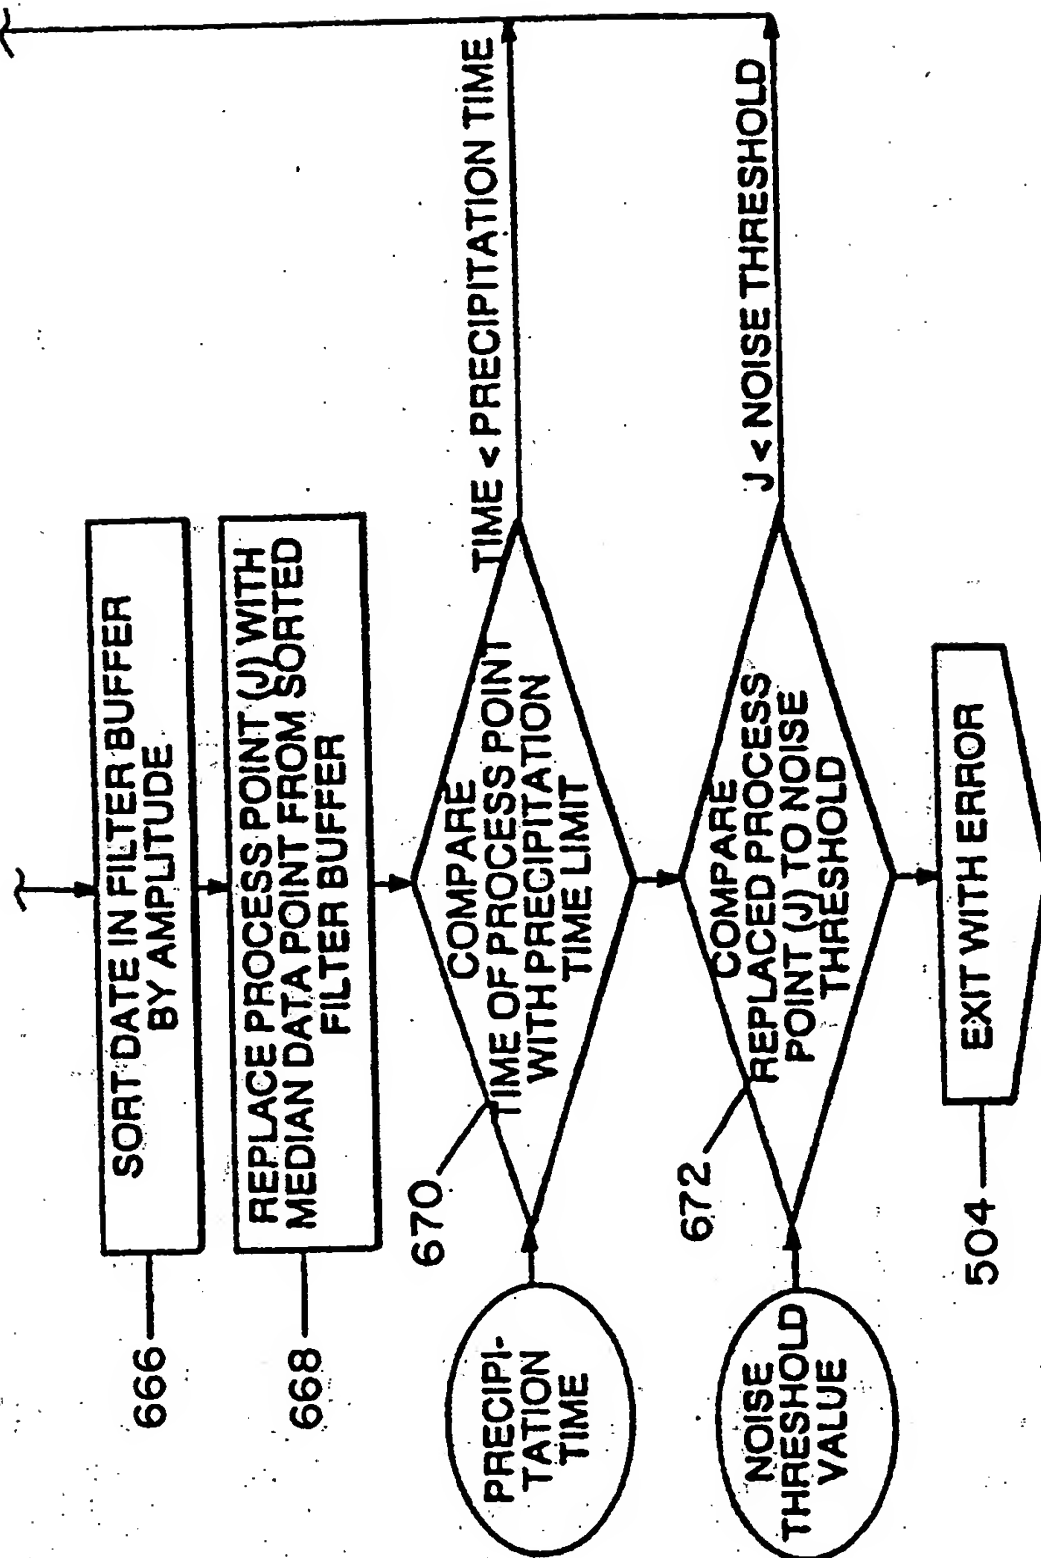 666
SORT DATE IN FILTER BUFFER
BY AMPLITUDE
668
REPLACE PROCESS POINT (J) WITH
MEDIAN DATA POINT FROM SORTED
FILTER BUFFER
PRECIPI-
TATION
TIME
670
COMPARE
TIME OF PROCESS POINT
WITH PRECIPITATION
TIME LIMIT
TIME < PRECIPITATION TIME
NOISE
THRESHOLD
VALUE
672
COMPARE
REPLACED PROCESS
POINT (J) TO NOISE
THRESHOLD
J < NOISE THRESHOLD
504
EXIT WITH ERROR